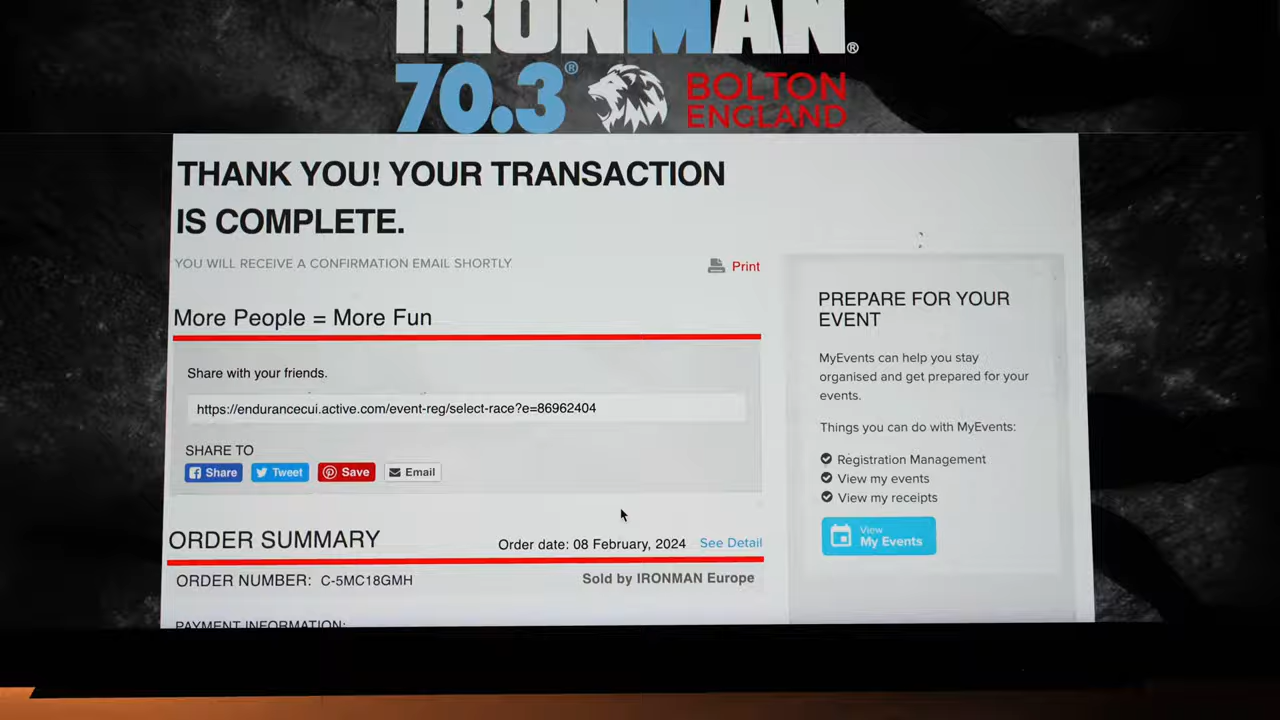 IRONMAN®
70.3® BOLTON
ENGLAND
THANK YOU! YOUR TRANSACTION
IS COMPLETE.
YOU WILL RECEIVE A CONFIRMATION EMAIL SHORTLY
Print
More People = More Fun
Share with your friends.
https://endurancecui.active.com/event-reg/select-race?e=86962404
SHARE TO
Share Tweet Save Email
ORDER SUMMARY
Order date: 08 February, 2024 See Detail
ORDER NUMBER: C-5MC18GMH
Sold by IRONMAN Europe
PAYMENT INFORMATION:
PREPARE FOR YOUR
EVENT
MyEvents can help you stay
organised and get prepared for your
events.
Things you can do with MyEvents:
Registration Management
View my events
View my receipts
View
My Events